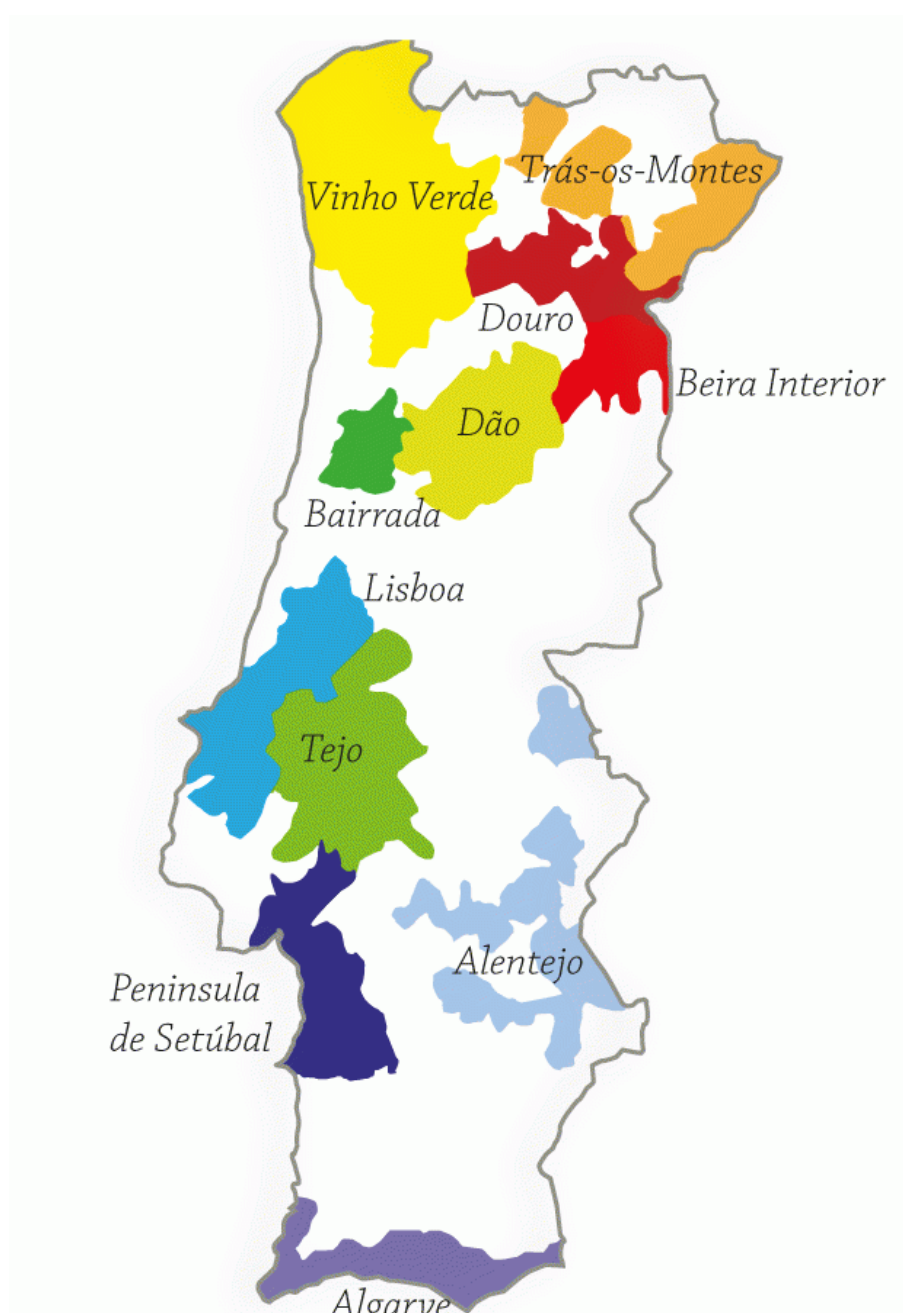 Trás-os-Montes
Vinho Verde
Douro
Beira Interior
Dão
Bairrada
Lisboa
Tejo
Alentejo
Peninsula
de Setúbal
Algarve